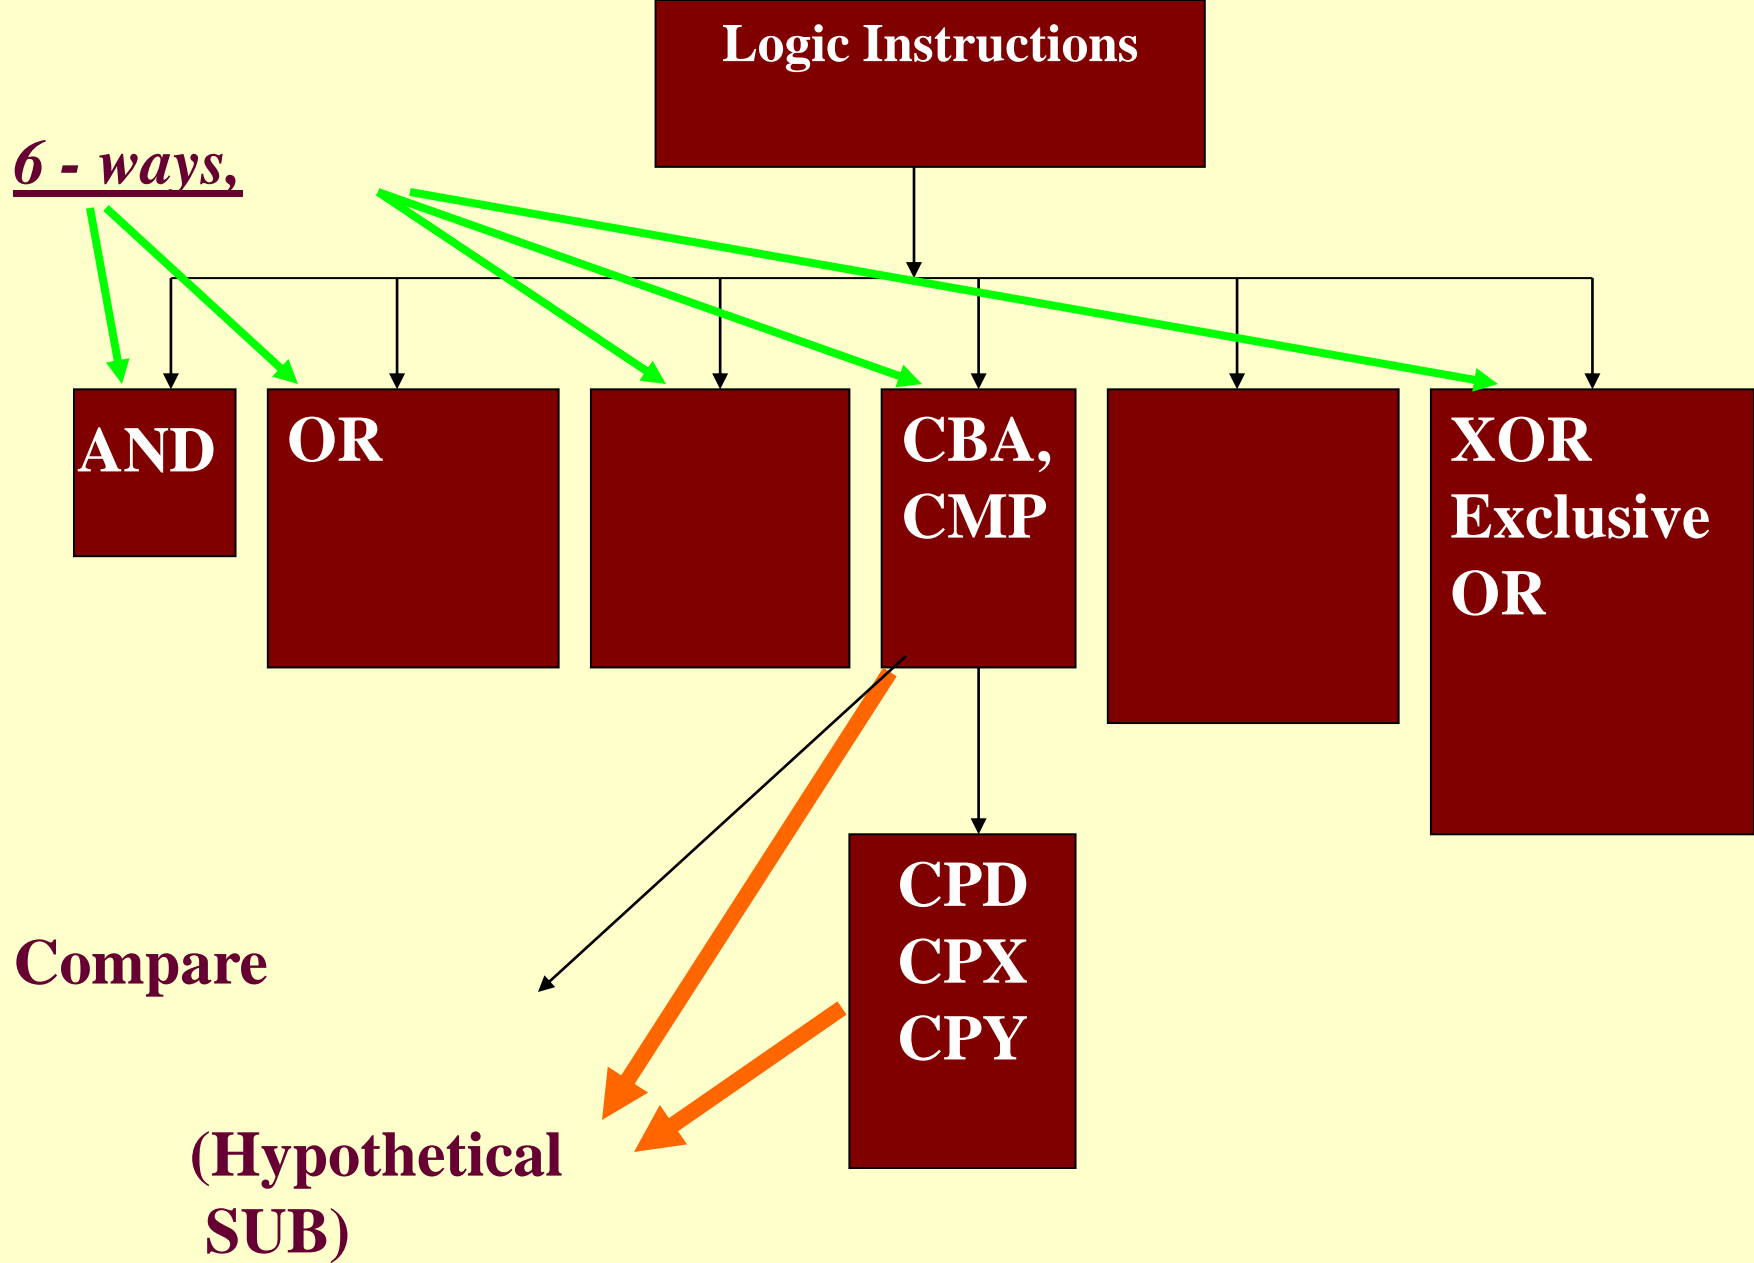 Logic Instructions
6 - ways,
AND
OR
CBA,
CMP
XOR
Exclusive
OR
CPD
CPX
CPY
Compare
(Hypothetical
SUB)